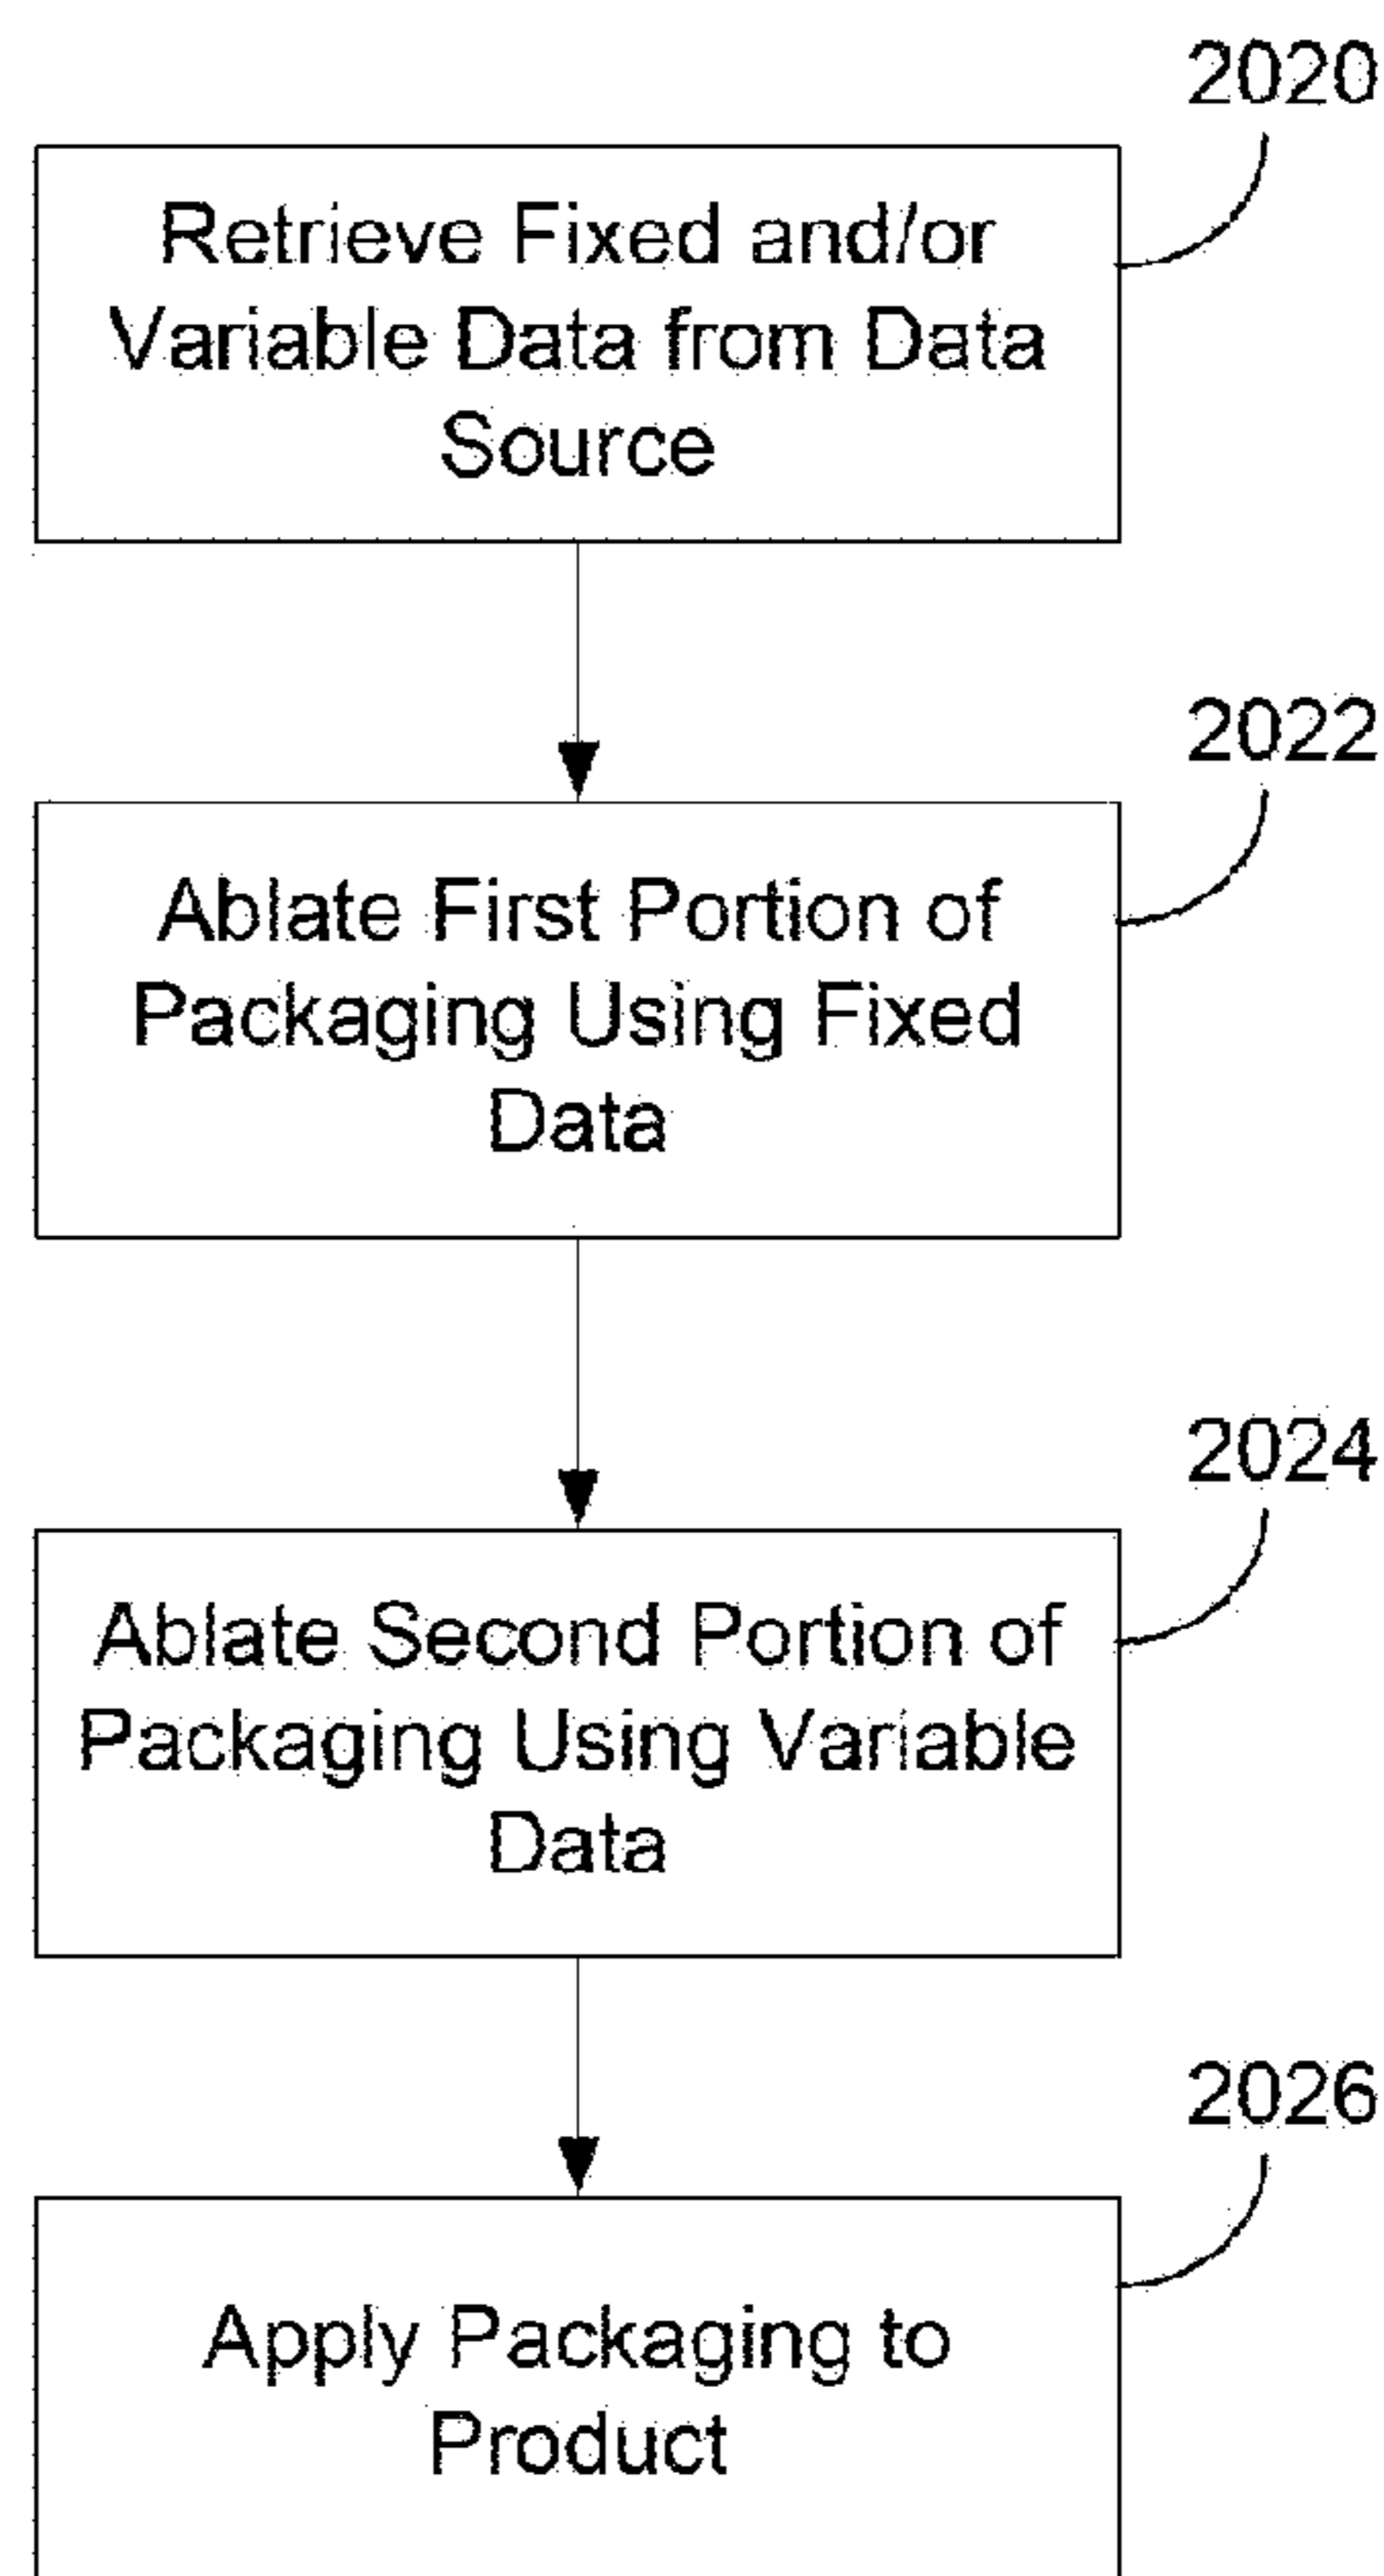 2020
Retrieve Fixed and/or
Variable Data from Data
Source
2022
Ablate First Portion of
Packaging Using Fixed
Data
2024
Ablate Second Portion of
Packaging Using Variable
Data
2026
Apply Packaging to
Product